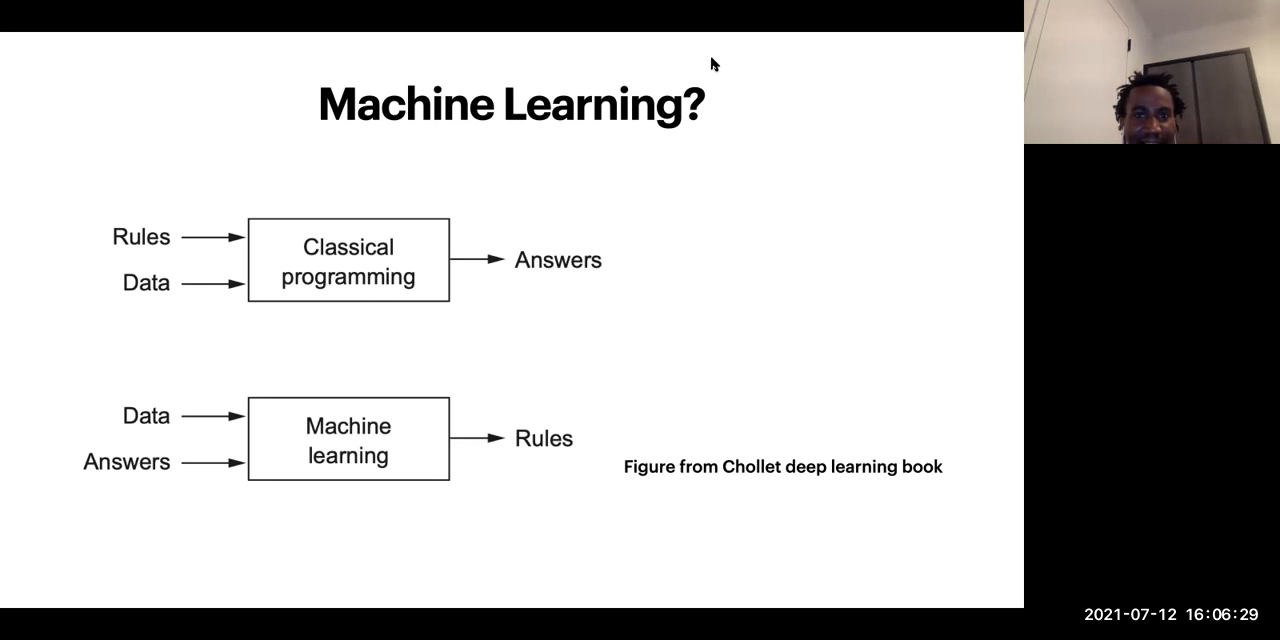 Machine Learning?
Rules
Data
Classical
programming
Answers
Data
Answers
Machine
learning
Rules
Figure from Chollet deep learning book
2021-07-12 16:06:29